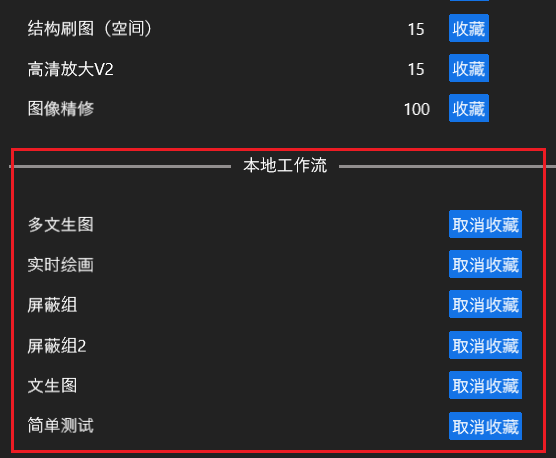 结构刷图（空间） 15 收藏
高清放大V2 15 收藏
图像精修 100 收藏
本地工作流
多文生图 取消收藏
实时绘画 取消收藏
屏蔽组 取消收藏
屏蔽组2 取消收藏
文生图 取消收藏
简单测试 取消收藏